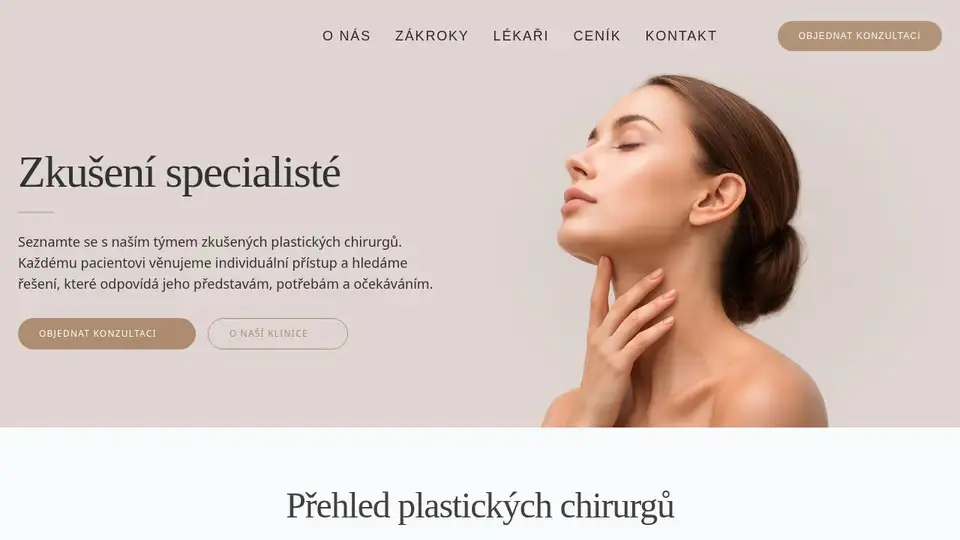 O NÁS ZÁKROKY LÉKAŘI CENÍK KONTAKT OBJEDNAT KONZULTACI
Zkušení specialisté
Seznamte se s naším týmem zkušených plastických chirurgů.
Každému pacientovi věnujeme individuální přístup a hledáme
řešení, které odpovídá jeho představám, potřebám a očekáváním.
OBJEDNAT KONZULTACI O NAŠÍ KLINICE
Přehled plastických chirurgů